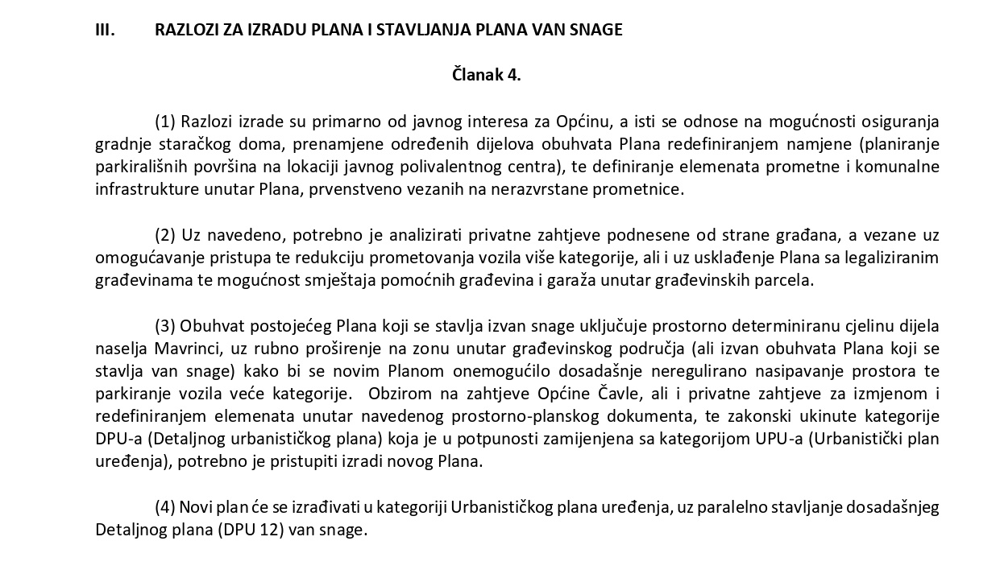 III. RAZLOZI ZA IZRADU PLANA I STAVLJANJA PLANA VAN SNAGE
Članak 4.
(1) Razlozi izrade su primarno od javnog interesa za Općinu, a isti se odnose na mogućnosti osiguranja
gradnje staračkog doma, prenamjene određenih dijelova obuhvata Plana redefiniranjem namjene (planiranje
parkirališnih površina na lokaciji javnog polivalentnog centra), te definiranje elemenata prometne i komunalne
infrastrukture unutar Plana, prvenstveno vezanih na nerazvrstane prometnice.
(2) Uz navedeno, potrebno je analizirati privatne zahtjeve podnesene od strane građana, a vezane uz
omogućavanje pristupa te redukciju prometovanja vozila više kategorije, ali i uz usklađenje Plana sa legaliziranim
građevinama te mogućnost smještaja pomoćnih građevina i garaža unutar građevinskih parcela.
(3) Obuhvat postojećeg Plana koji se stavlja izvan snage uključuje prostorno determiniranu cjelinu dijela
naselja Mavrinci, uz rubno proširenje na zonu unutar građevinskog područja (ali izvan obuhvata Plana koji se
stavlja van snage) kako bi se novim Planom onemogućilo dosadašnje neregulirano nasipavanje prostora te
parkiranje vozila veće kategorije. Obzirom na zahtjeve Općine Čavle, ali i privatne zahtjeve za izmjenom i
redefiniranjem elemenata unutar navedenog prostorno-planskog dokumenta, te zakonski ukinute kategorije
DPU-a (Detaljnog urbanističkog plana) koja je u potpunosti zamijenjena sa kategorijom UPU-a (Urbanistički plan
uređenja), potrebno je pristupiti izradi novog Plana.
(4) Novi plan će se izrađivati u kategoriji Urbanističkog plana uređenja, uz paralelno stavljanje dosadašnjeg
Detaljnog plana (DPU 12) van snage.